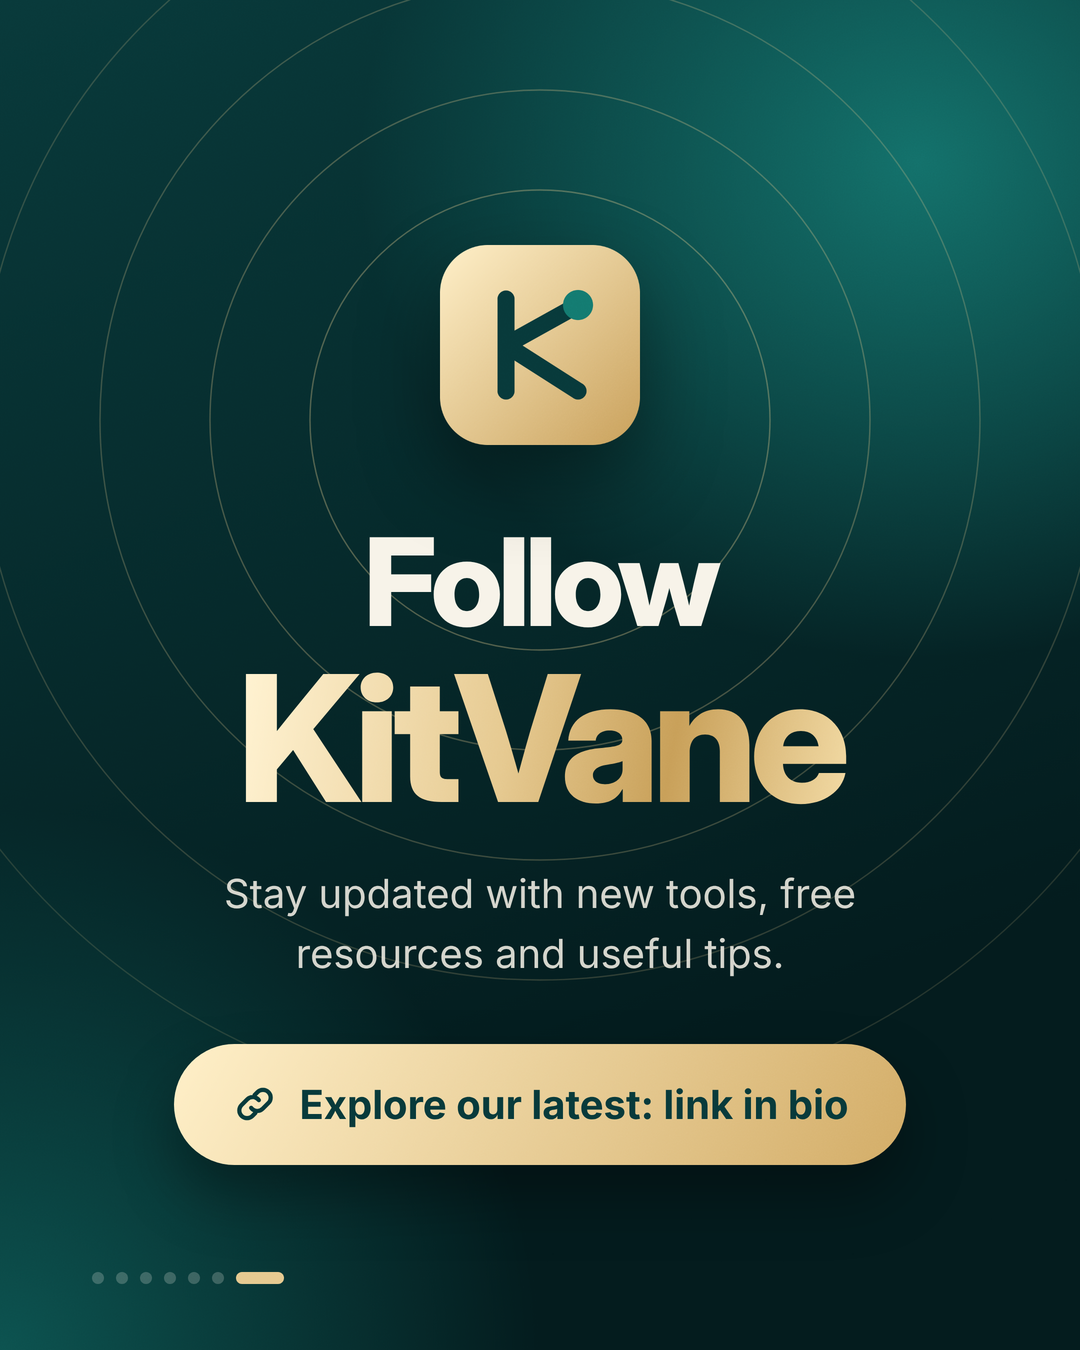 K
Follow
KitVane
Stay updated with new tools, free
resources and useful tips.
Explore our latest: link in bio